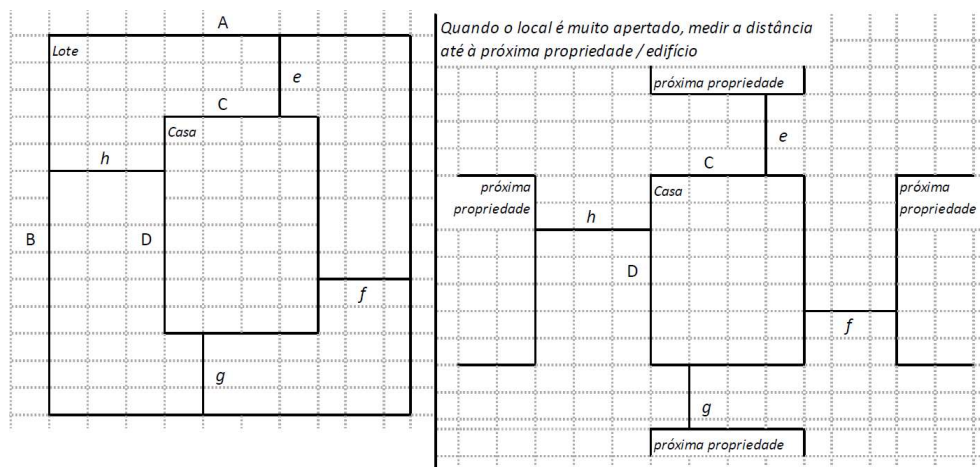 A
Lote
e
C
Casa
h
B
D
f
g
Quando o local é muito apertado, medir a distância
até à próxima propriedade / edifício
próxima propriedade
e
C
próxima
propriedade
Casa
próxima
propriedade
h
D
f
g
próxima propriedade